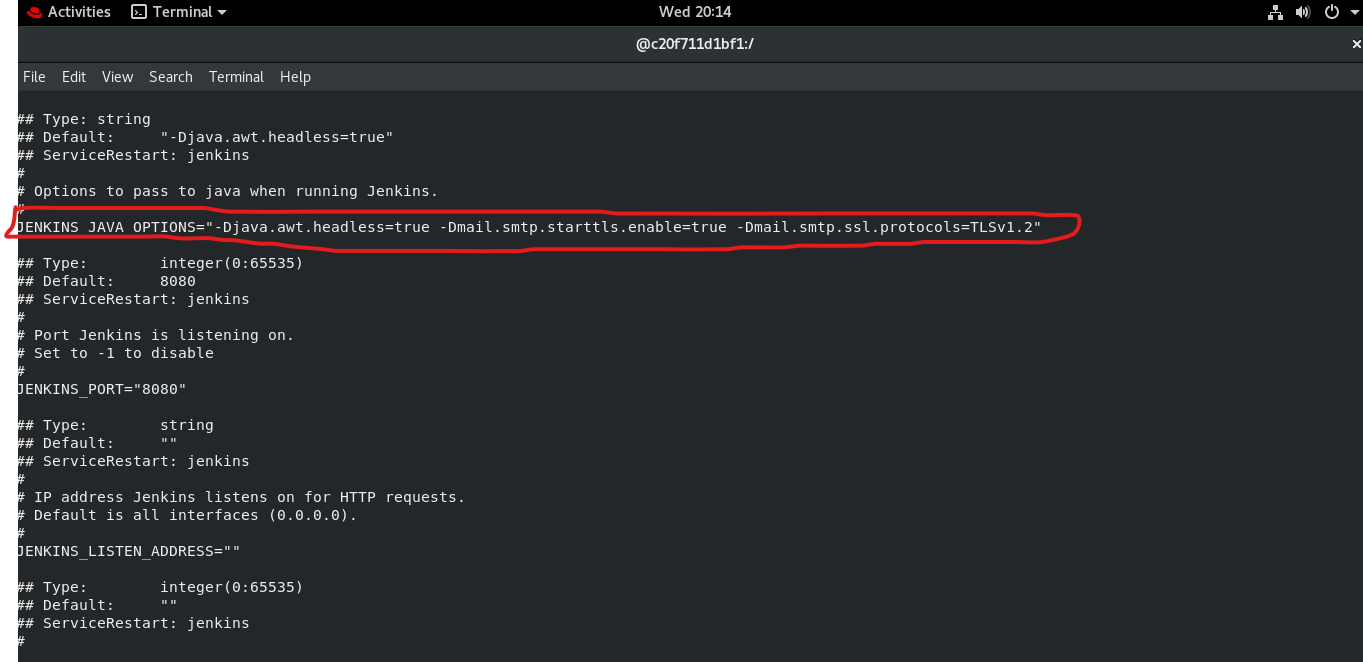 Activities Terminal Wed 20:14
@c20f711d1bf1:/
File Edit View Search Terminal Help
## Type: string
## Default: "-Djava.awt.headless=true"
## ServiceRestart: jenkins
#
# Options to pass to java when running Jenkins.
#
JENKINS_JAVA_OPTIONS="-Djava.awt.headless=true -Dmail.smtp.starttls.enable=true -Dmail.smtp.ssl.protocols=TLSv1.2"
## Type: integer(0:65535)
## Default: 8080
## ServiceRestart: jenkins
#
# Port Jenkins is listening on.
# Set to -1 to disable
#
JENKINS_PORT="8080"
## Type: string
## Default: ""
## ServiceRestart: jenkins
#
# IP address Jenkins listens on for HTTP requests.
# Default is all interfaces (0.0.0.0).
#
JENKINS_LISTEN_ADDRESS=""
## Type: integer(0:65535)
## Default: ""
## ServiceRestart: jenkins
#